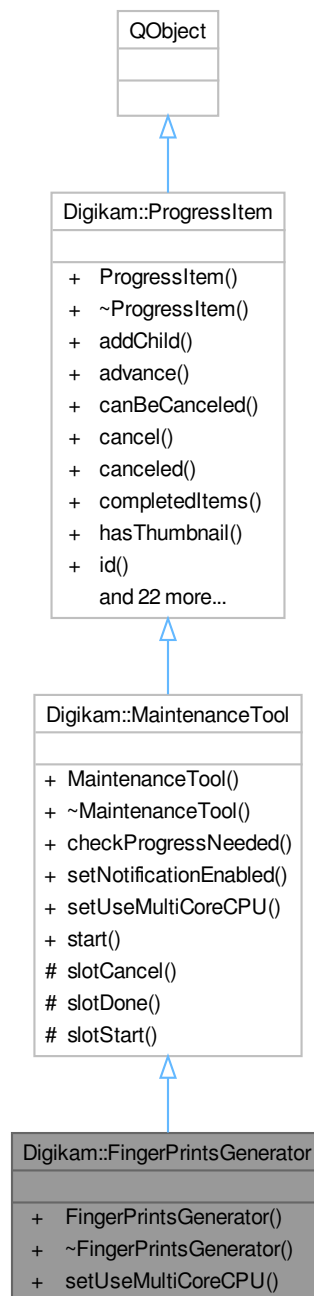 QObject
Digikam::ProgressItem
+ ProgressItem()
+ ~ProgressItem()
+ addChild()
+ advance()
+ canBeCanceled()
+ cancel()
+ canceled()
+ completedItems()
+ hasThumbnail()
+ id()
and 22 more...
Digikam::MaintenanceTool
+ MaintenanceTool()
+ ~MaintenanceTool()
+ checkProgressNeeded()
+ setNotificationEnabled()
+ setUseMultiCoreCPU()
+ start()
# slotCancel()
# slotDone()
# slotStart()
Digikam::FingerPrintsGenerator
+ FingerPrintsGenerator()
+ ~FingerPrintsGenerator()
+ setUseMultiCoreCPU()